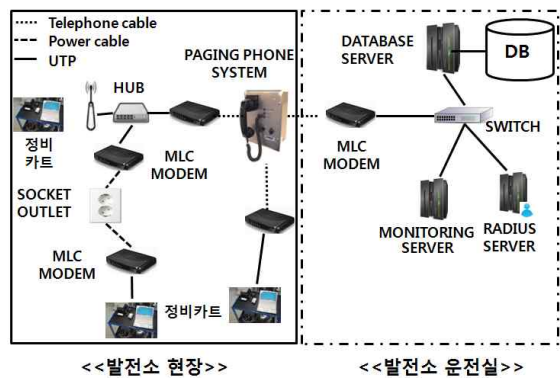 Telephone cable
Power cable
UTP
PAGING PHONE
SYSTEM
HUB
정비
카트
MLC
MODEM
SOCKET
OUTLET
MLC
MODEM
정비카트
DATABASE
SERVER
DB
MLC
MODEM
SWITCH
MONITORING
SERVER
RADIUS
SERVER
<<발전소 현장>>
<<발전소 운전실>>